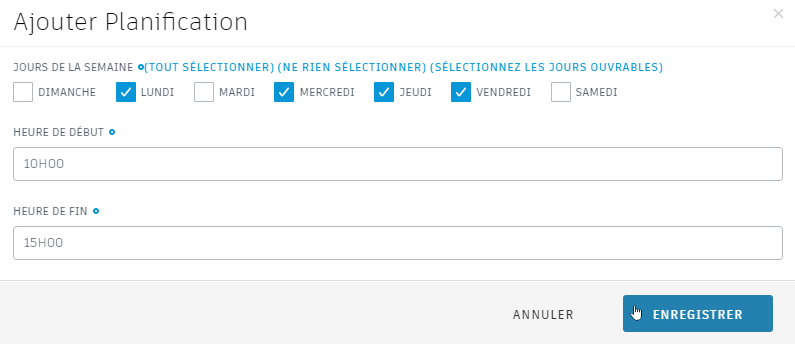 Ajouter Planification
JOURS DE LA SEMAINE (TOUT SÉLECTIONNER) (NE RIEN SÉLECTIONNER) (SÉLECTIONNEZ LES JOURS OUVRABLES)
DIMANCHE LUNDI MARDI MERCREDI JEUDI VENDREDI SAMEDI
HEURE DE DÉBUT
10H00
HEURE DE FIN
15H00
ANNULER ENREGISTRER